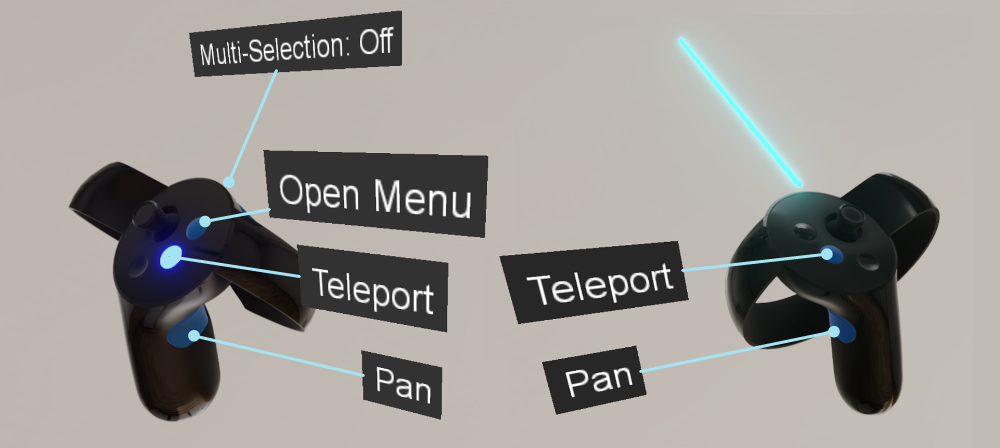 Multi-Selection: Off
Open Menu
Teleport
Pan
Teleport
Pan